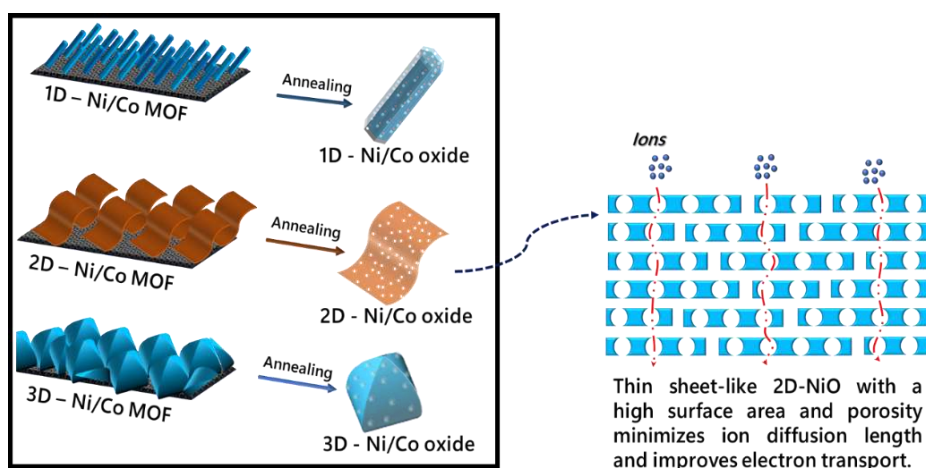 Annealing
1D – Ni/Co MOF
1D - Ni/Co oxide
Annealing
2D – Ni/Co MOF
2D - Ni/Co oxide
Annealing
3D – Ni/Co MOF
3D - Ni/Co oxide
Ions
Thin sheet-like 2D-NiO with a
high surface area and porosity
minimizes ion diffusion length
and improves electron transport.